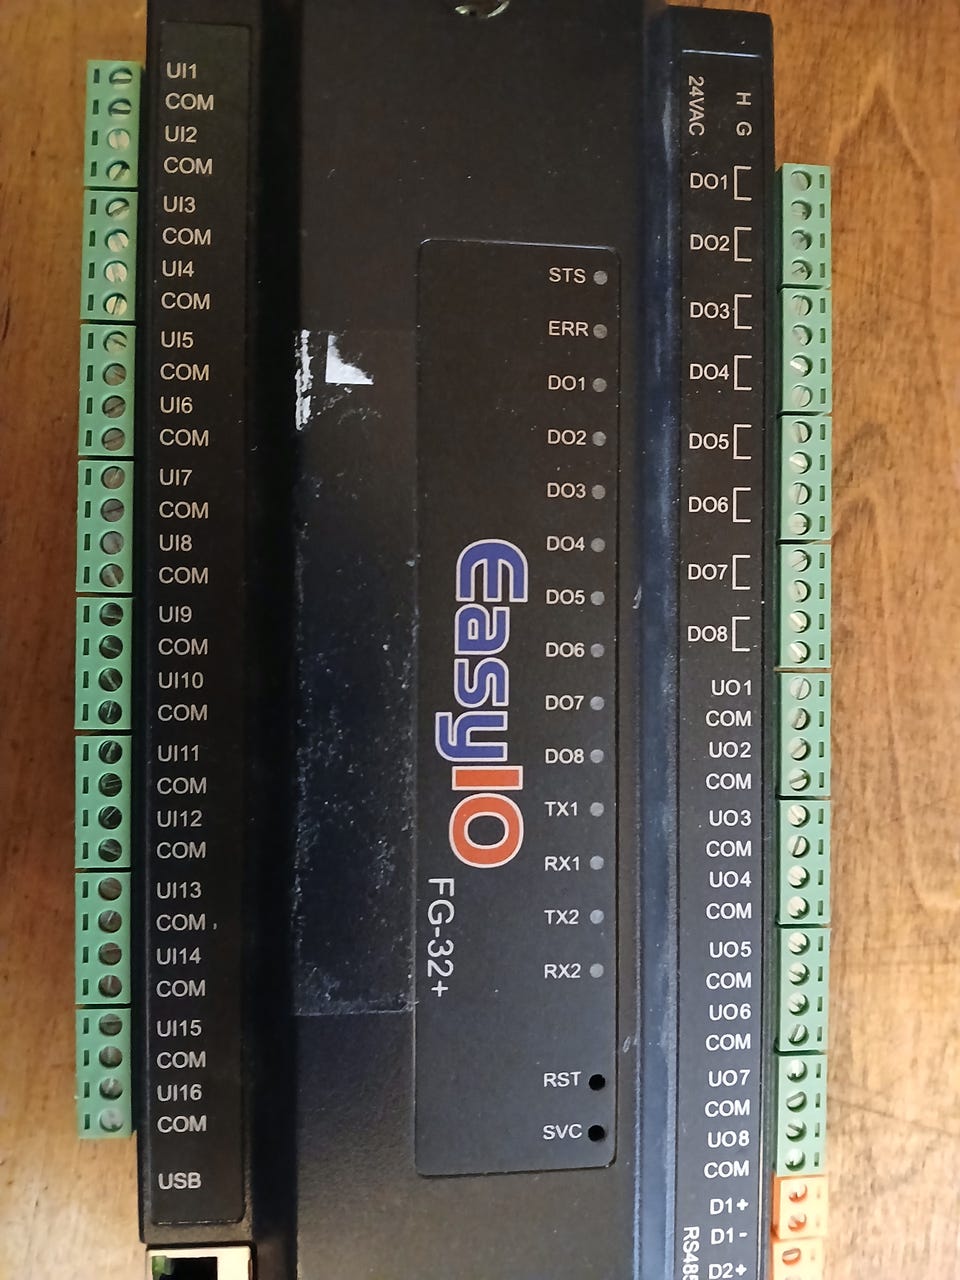 UI1
COM
UI2
COM
UI3
COM
UI4
COM
UI5
COM
UI6
COM
UI7
COM
UI8
COM
UI9
COM
UI10
COM
UI11
COM
UI12
COM
UI13
COM
UI14
COM
UI15
COM
UI16
COM
USB
EasyIO
FG-32+
STS
ERR
DO1
DO2
DO3
DO4
DO5
DO6
DO7
DO8
TX1
RX1
TX2
RX2
RST
SVC
24VAC
H
G
DO1
DO2
DO3
DO4
DO5
DO6
DO7
DO8
UO1
COM
UO2
COM
UO3
COM
UO4
COM
UO5
COM
UO6
COM
UO7
COM
UO8
COM
D1+
D1-
D2+
RS485